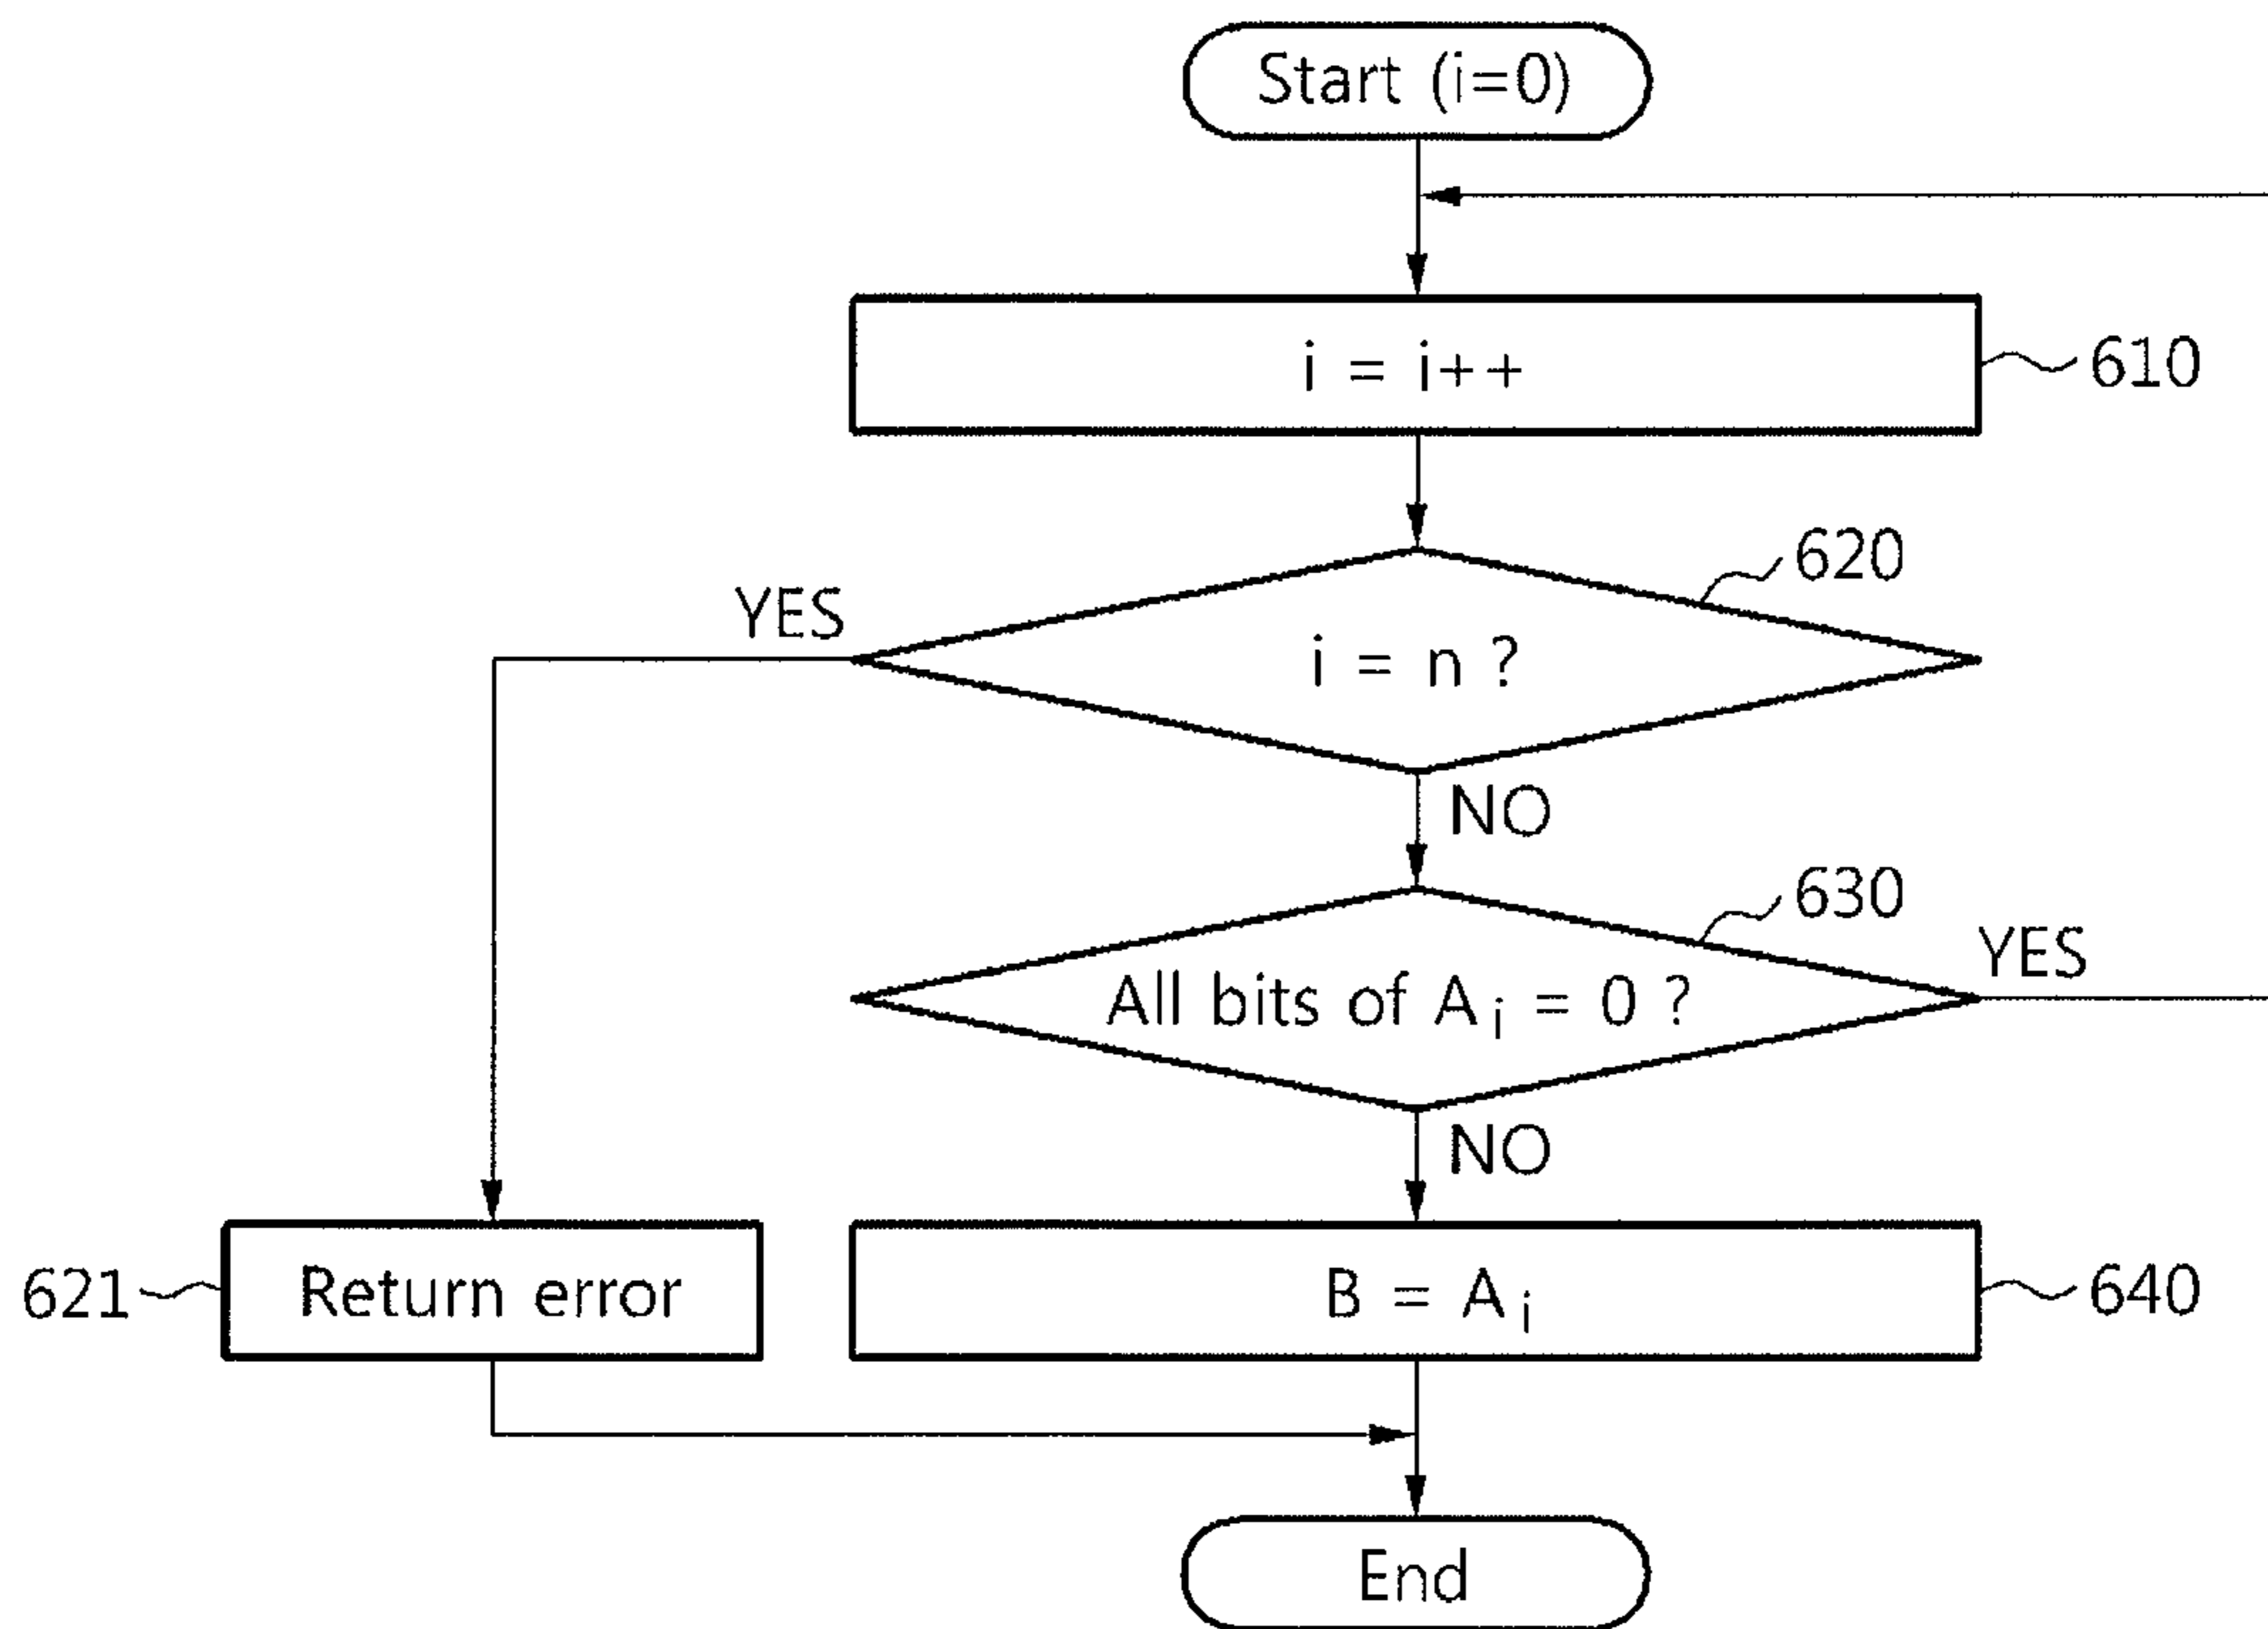 Start (i=0)
i = i++
610
620
YES
i = n ?
NO
630
YES
All bits of A i = 0 ?
NO
621
Return error
B = A i
640
End